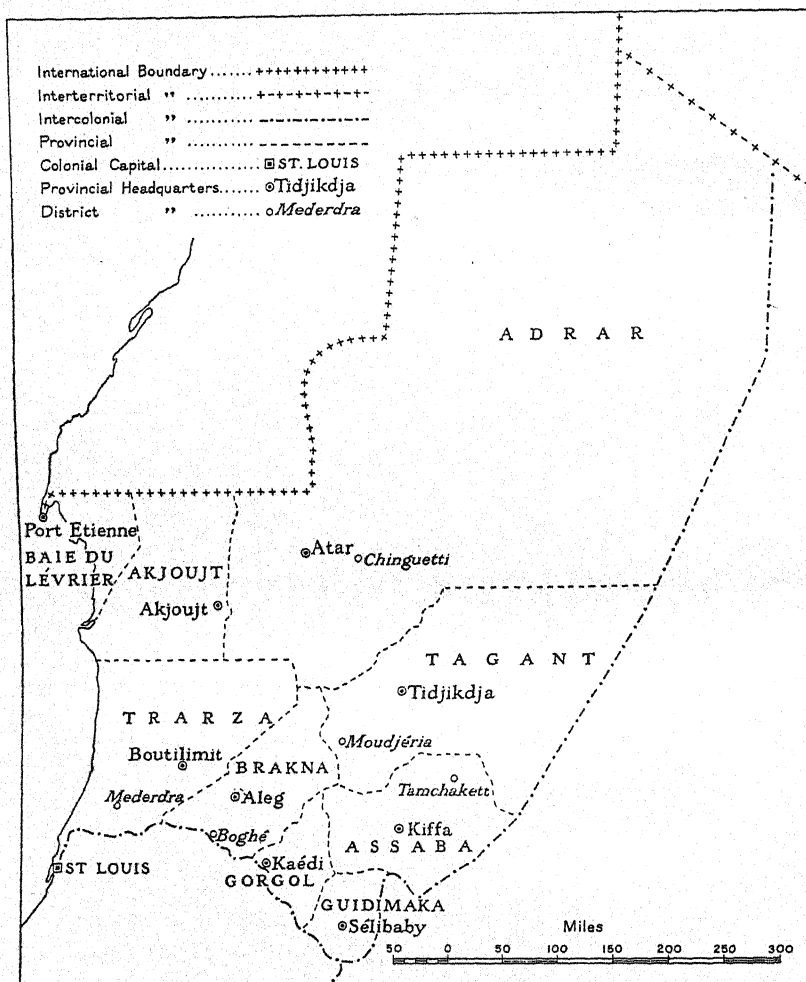 International Boundary.......++++++++++++
Interterritorial " ..........+-+-+-+-+-+-
Intercolonial " ..........
Provincial " ..........------------
Colonial Capital...............ST. LOUIS
Provincial Headquarters......Tidjikdja
District " ..........Mederdra
ADRAR
Port Etienne
BAIE DU
LÉVRIER
AKJOUJT
Akjoujt
Atar
Chinguetti
TAGANT
Tidjikdja
TRARZA
Moudjéria
Boutilimit
BRAKNA
Tamchakett
Mederdra
Aleg
Kiffa
Boghé
ASSABA
ST LOUIS
Kaédi
GORGOL
GUIDIMAKA
Sélibaby
Miles
50 0 50 100 150 200 250 300